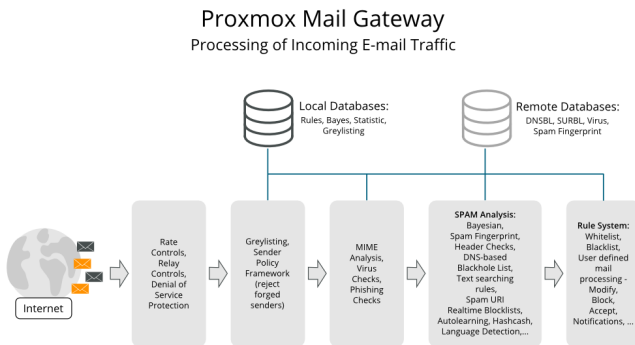 Proxmox Mail Gateway
Processing of Incoming E-mail Traffic
Local Databases:
Rules, Bayes, Statistic,
Greylisting
Remote Databases:
DNSBL, SURBL, Virus,
Spam Fingerprint
Internet
Rate
Controls,
Relay
Controls,
Denial of
Service
Protection
Greylisting,
Sender
Policy
Framework
(reject
forged
senders)
MIME
Analysis,
Virus
Checks,
Phishing
Checks
SPAM Analysis:
Bayesian,
Spam Fingerprint,
Header Checks,
DNS-based
Blackhole List,
Text searching
rules,
Spam URI
Realtime Blocklists,
Autolearning, Hashcash,
Language Detection,...
Rule System:
Whitelist,
Blacklist,
User defined
mail
processing -
Modify,
Block,
Accept,
Notifications, ...